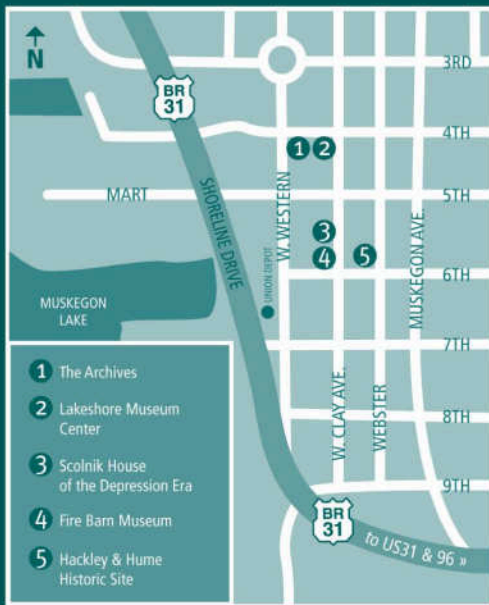 N
BR
31
3RD
4TH
1 2
MART
5TH
SHORELINE DRIVE
W. WESTERN
MUSKEGON AVE.
3
4
5
UNION DEPOT
6TH
MUSKEGON
LAKE
7TH
W. CLAY AVE.
WEBSTER
8TH
9TH
BR
31
to US31 & 96 »
1 The Archives
2 Lakeshore Museum
Center
3 Scolnik House
of the Depression Era
4 Fire Barn Museum
5 Hackley & Hume
Historic Site